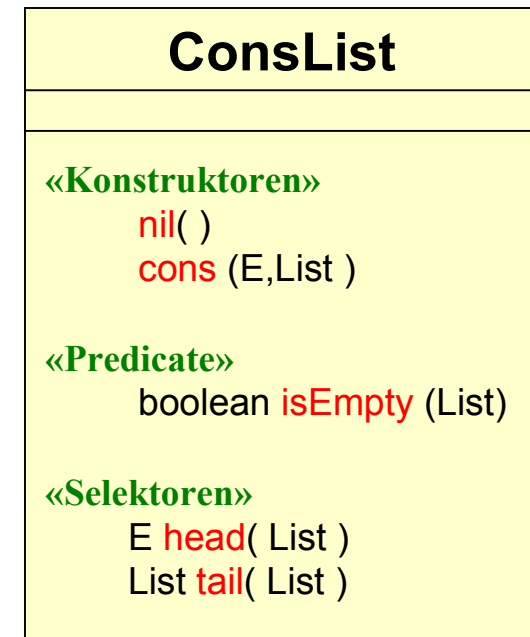 ConsList
«Konstruktoren»
nil( )
cons (E,List )
«Predicate»
boolean isEmpty (List)
«Selektoren»
E head( List )
List tail( List )